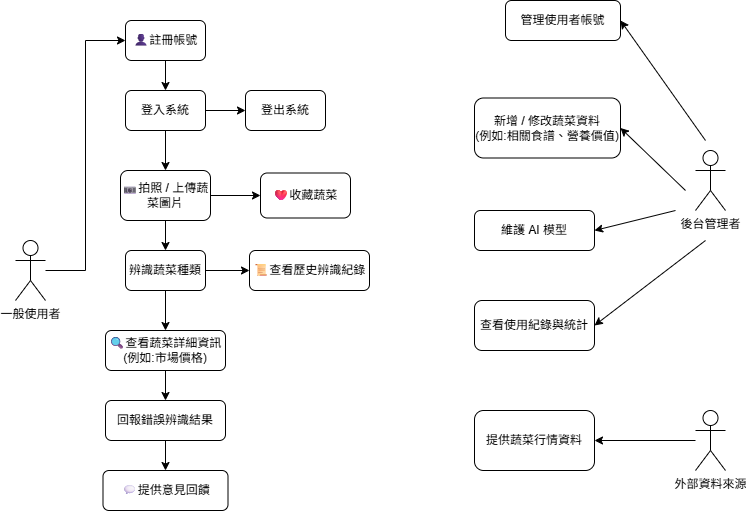 註冊帳號
登入系統
登出系統
拍照 / 上傳蔬
菜圖片
收藏蔬菜
辨識蔬菜種類
查看歷史辨識紀錄
一般使用者
查看蔬菜詳細資訊
(例如:市場價格)
回報錯誤辨識結果
提供意見回饋
管理使用者帳號
新增 / 修改蔬菜資料
(例如:相關食譜、營養價值)
後台管理者
維護 AI 模型
查看使用紀錄與統計
提供蔬菜行情資料
外部資料來源